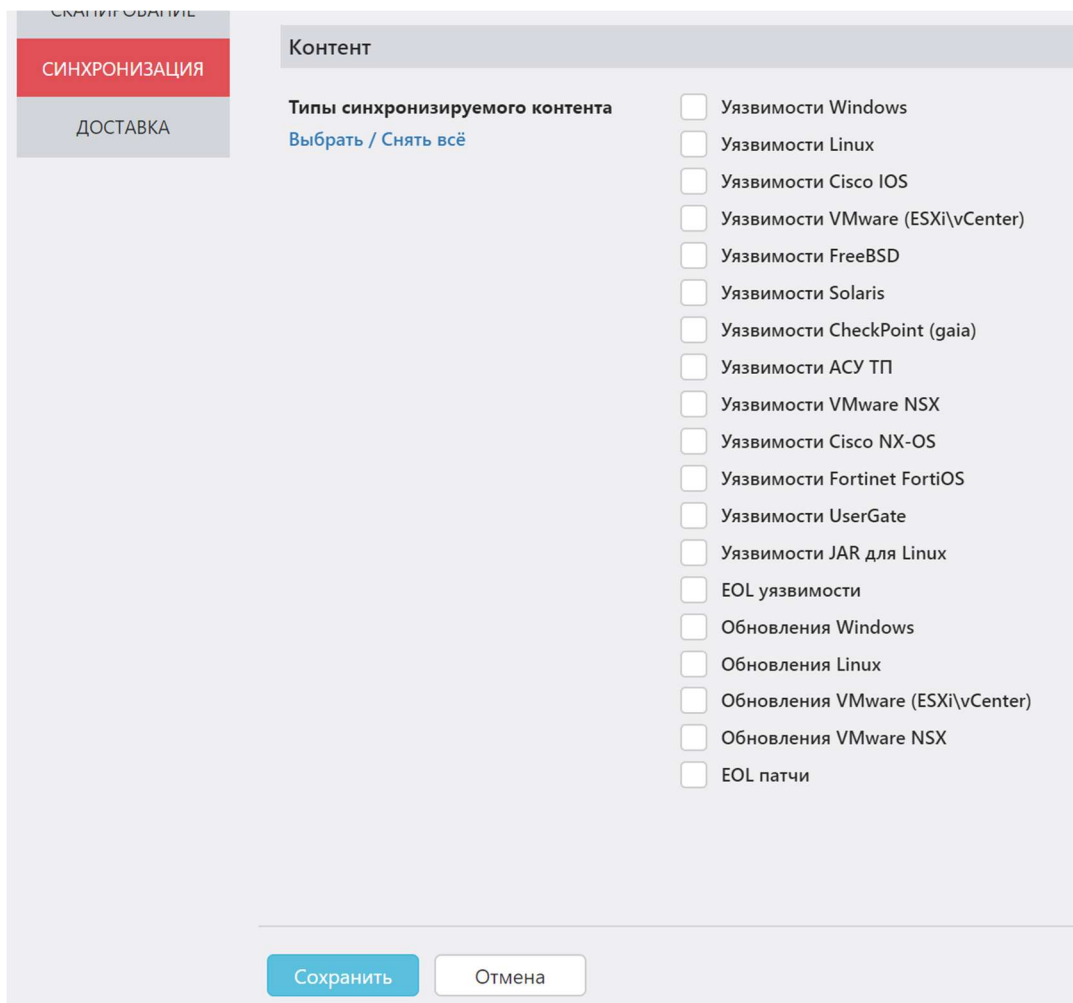 СКАНИРОВАНИЕ
СИНХРОНИЗАЦИЯ
ДОСТАВКА
Контент
Типы синхронизируемого контента
Выбрать / Снять всё
Уязвимости Windows
Уязвимости Linux
Уязвимости Cisco IOS
Уязвимости VMware (ESXi\vCenter)
Уязвимости FreeBSD
Уязвимости Solaris
Уязвимости CheckPoint (gaia)
Уязвимости АСУ ТП
Уязвимости VMware NSX
Уязвимости Cisco NX-OS
Уязвимости Fortinet FortiOS
Уязвимости UserGate
Уязвимости JAR для Linux
EOL уязвимости
Обновления Windows
Обновления Linux
Обновления VMware (ESXi\vCenter)
Обновления VMware NSX
EOL патчи
Сохранить
Отмена